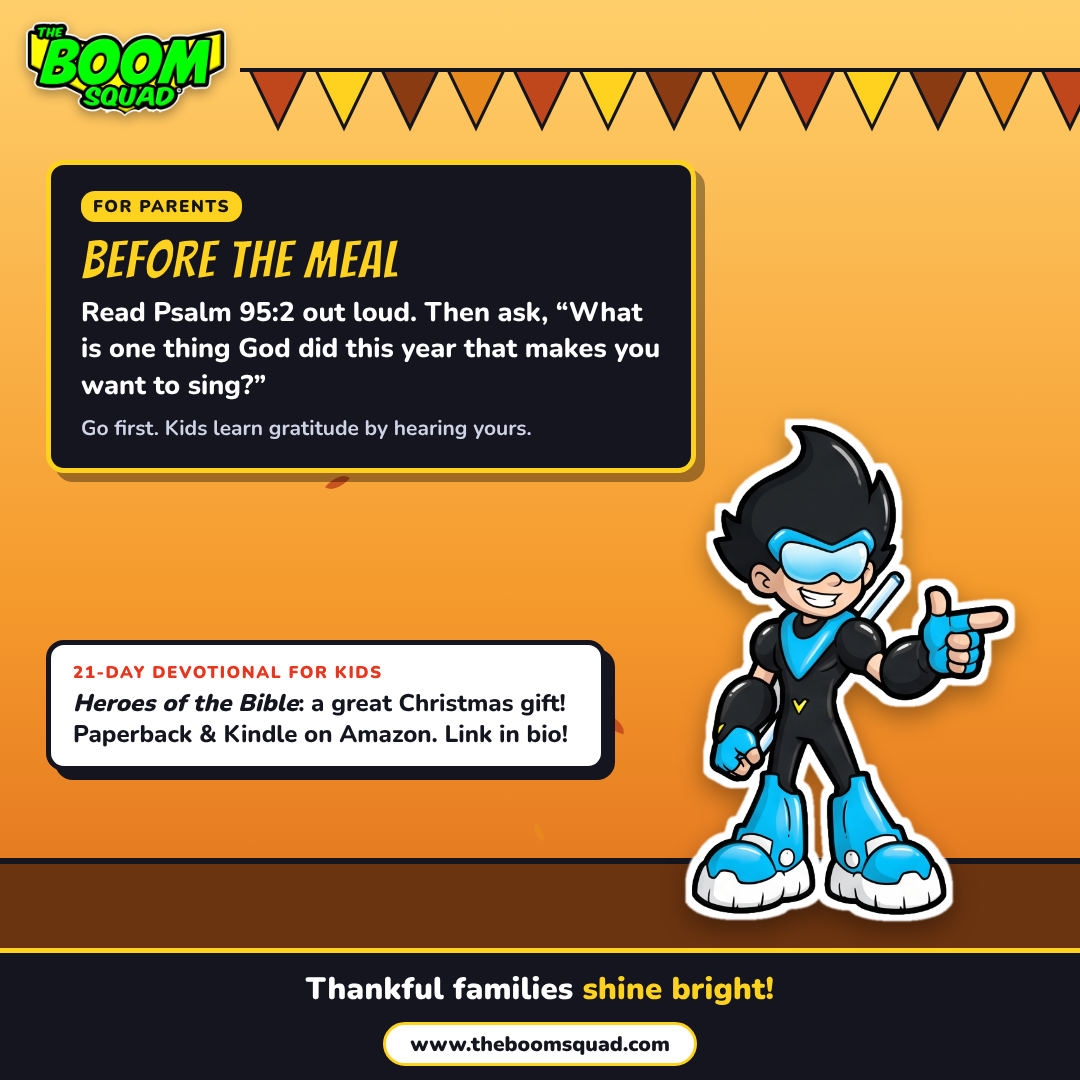 THE
BOOM
SQUAD
FOR PARENTS
BEFORE THE MEAL
Read Psalm 95:2 out loud. Then ask, “What
is one thing God did this year that makes you
want to sing?”
Go first. Kids learn gratitude by hearing yours.
21-DAY DEVOTIONAL FOR KIDS
Heroes of the Bible: a great Christmas gift!
Paperback & Kindle on Amazon. Link in bio!
Thankful families shine bright!
www.theboomsquad.com